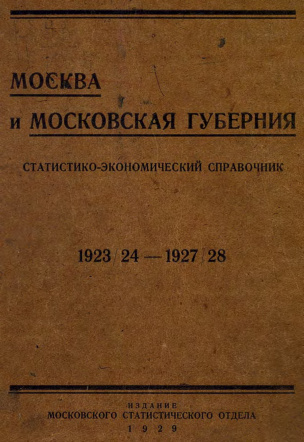 МОСКВА
и МОСКОВСКАЯ ГУБЕРНИЯ
СТАТИСТИКО-ЭКОНОМИЧЕСКИЙ СПРАВОЧНИК
1923/24 — 1927/28
ИЗДАНИЕ
МОСКОВСКОГО СТАТИСТИЧЕСКОГО ОТДЕЛА
1929